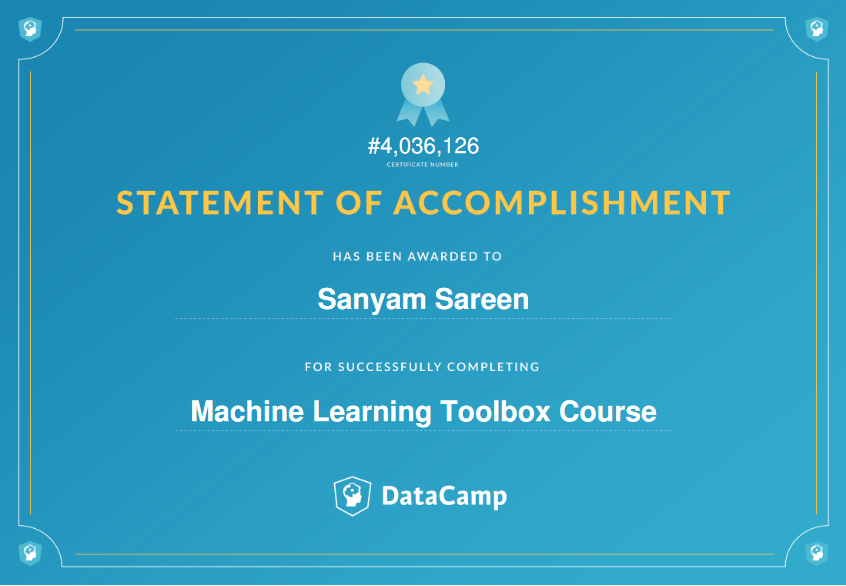 #4,036,126
CERTIFICATE NUMBER
STATEMENT OF ACCOMPLISHMENT
HAS BEEN AWARDED TO
Sanyam Sareen
FOR SUCCESSFULLY COMPLETING
Machine Learning Toolbox Course
DataCamp